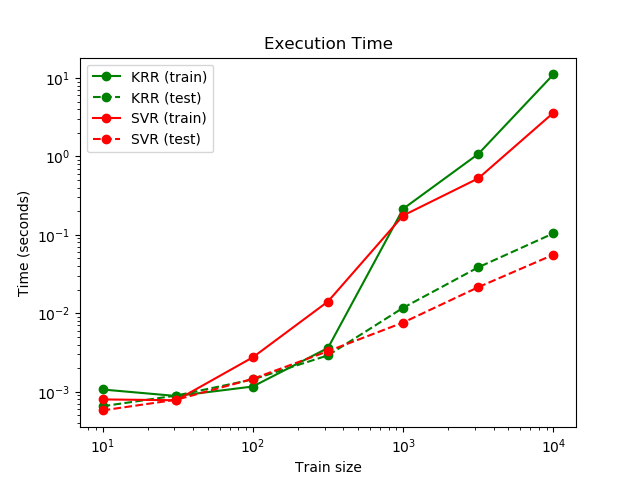 Execution Time
KRR (train)
KRR (test)
SVR (train)
SVR (test)
10¹
10⁰
10⁻¹
10⁻²
10⁻³
Time (seconds)
10¹
10²
10³
10⁴
Train size